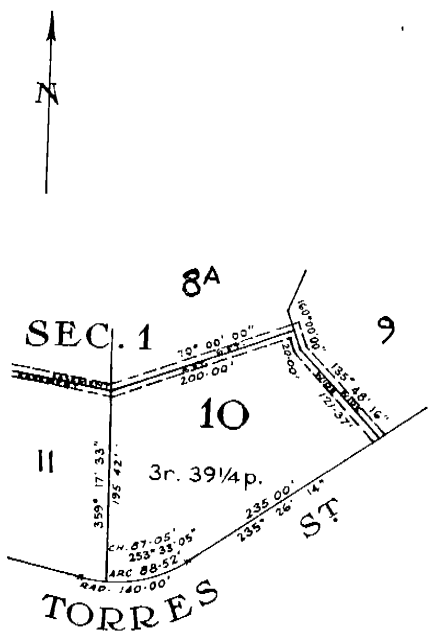 N
8A
SEC. 1
70° 00' 00"
200·00'
160°00'00"
20·00'
9
135° 48' 16"
121·37'
10
11
3r. 39¼p.
359° 17' 33"
195·42'
235·00'
235° 26' 14"
CH. 87·05'
253° 33' 05"
ARC 88·52'
RAD. 140·00'
TORRES ST.